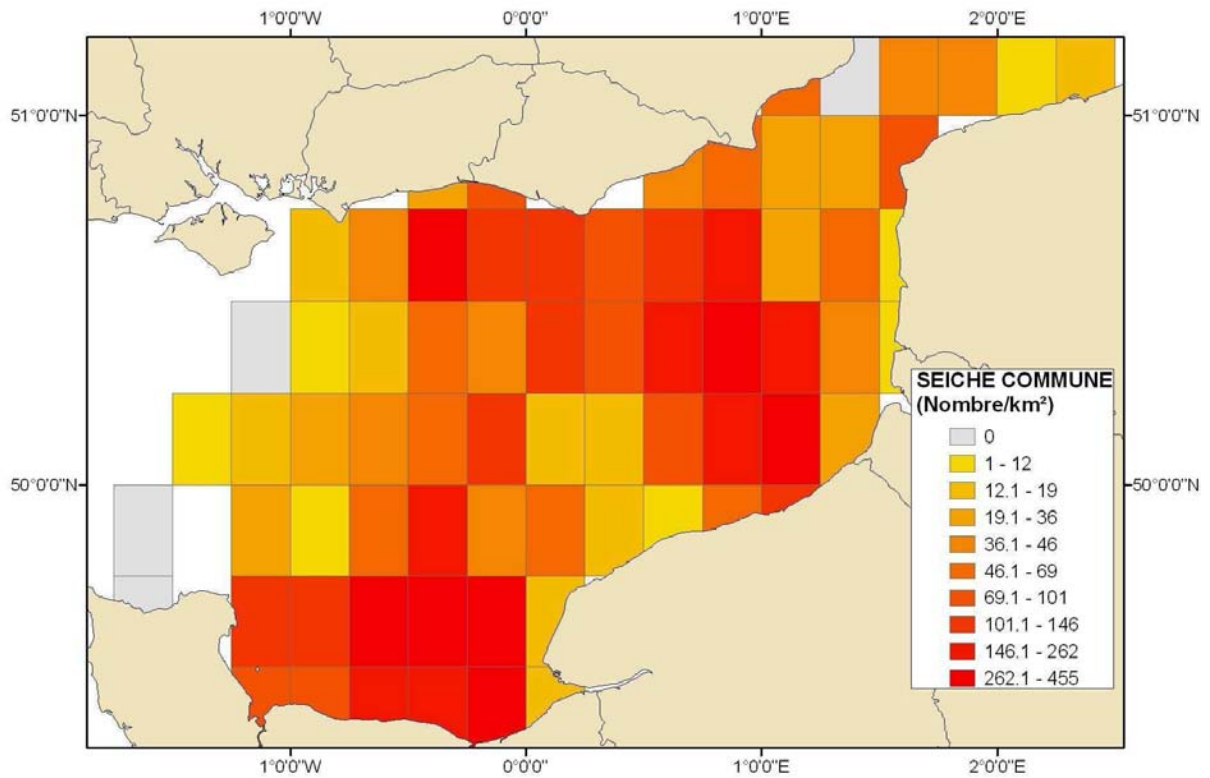 1°0'0"W 0°0'0" 1°0'0"E 2°0'0"E
51°0'0"N 51°0'0"N
SEICHE COMMUNE
(Nombre/km²)
0
1 - 12
12.1 - 19
19.1 - 36
36.1 - 46
46.1 - 69
69.1 - 101
101.1 - 146
146.1 - 262
262.1 - 455
50°0'0"N 50°0'0"N
1°0'0"W 0°0'0" 1°0'0"E 2°0'0"E